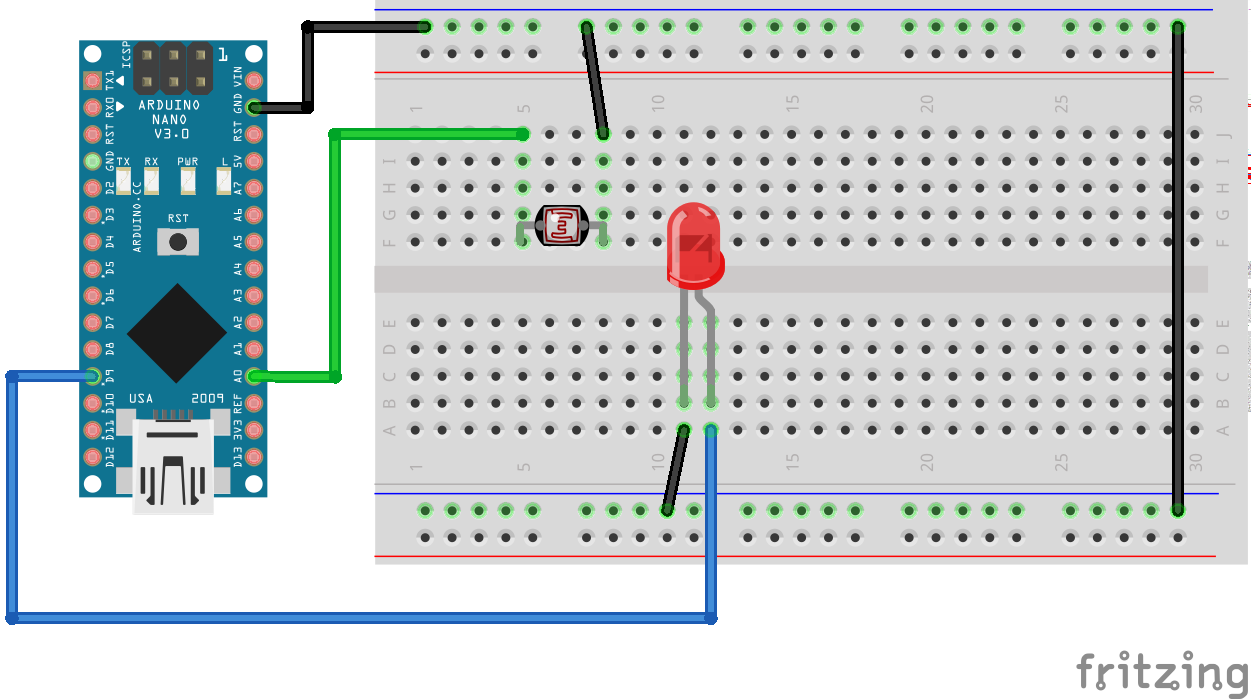 ICSP
1
TX1
RX0
RST
GND
D2
D3
D4
D5
D6
D7
D8
D9
D10
D11
D12
VIN
GND
RST
5V
A7
A6
A5
A4
A3
A2
A1
A0
REF
3V3
D13
ARDUINO
NANO
V3.0
TX RX PWR L
ARDUINO.CC
RST
USA 2009
1 5 10 15 20 25 30
J J
I I
H H
G G
F F
E E
D D
C C
B B
A A
1 5 10 15 20 25 30
fritzing